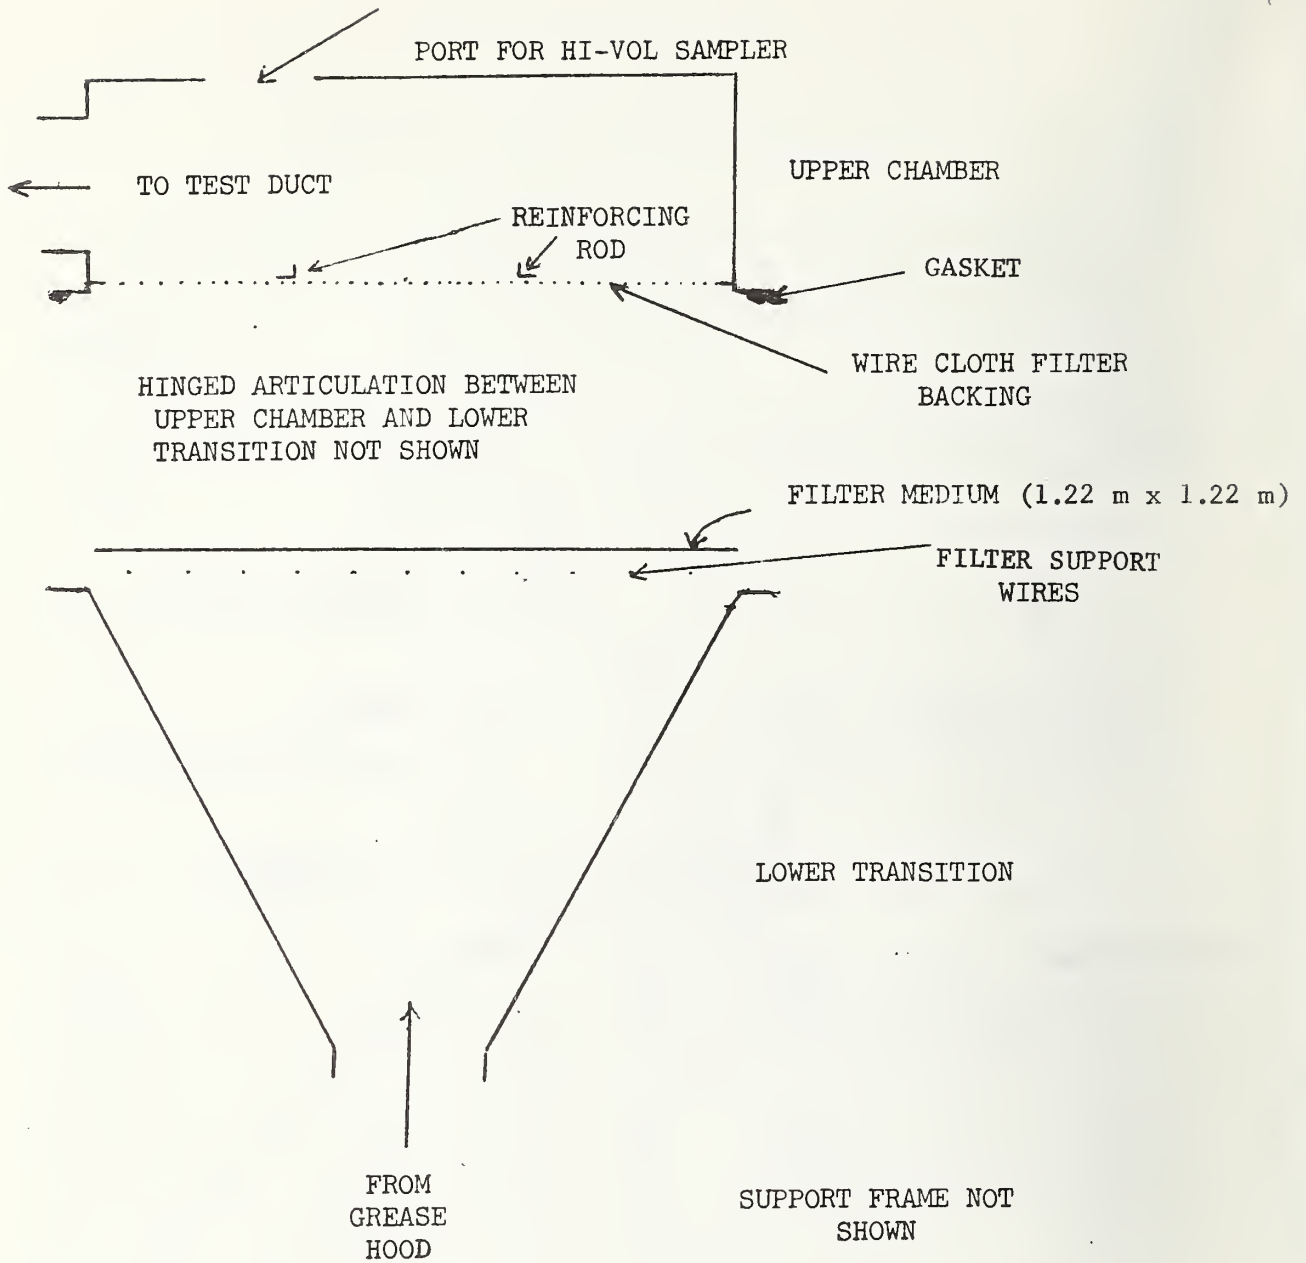 PORT FOR HI-VOL SAMPLER
UPPER CHAMBER
TO TEST DUCT
REINFORCING
ROD
GASKET
WIRE CLOTH FILTER
BACKING
HINGED ARTICULATION BETWEEN
UPPER CHAMBER AND LOWER
TRANSITION NOT SHOWN
FILTER MEDIUM (1.22 m x 1.22 m)
FILTER SUPPORT
WIRES
LOWER TRANSITION
FROM
GREASE
HOOD
SUPPORT FRAME NOT
SHOWN